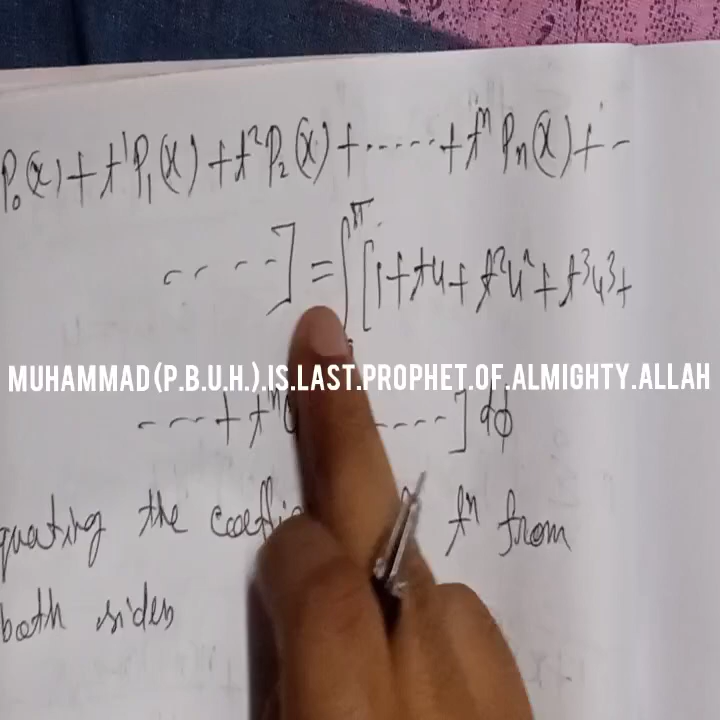 P₀(x) + t¹P₁(x) + t²P₂(x) + ...... + tⁿPₙ(x) + -
- - - - -] = ∫π [1 + tu + t²u² + t³u³ +
MUHAMMAD(P.B.U.H.).IS.LAST.PROPHET.OF.ALMIGHTY.ALLAH
- - - + tⁿ ....] dϕ
quating the coeffic tⁿ from
both sides